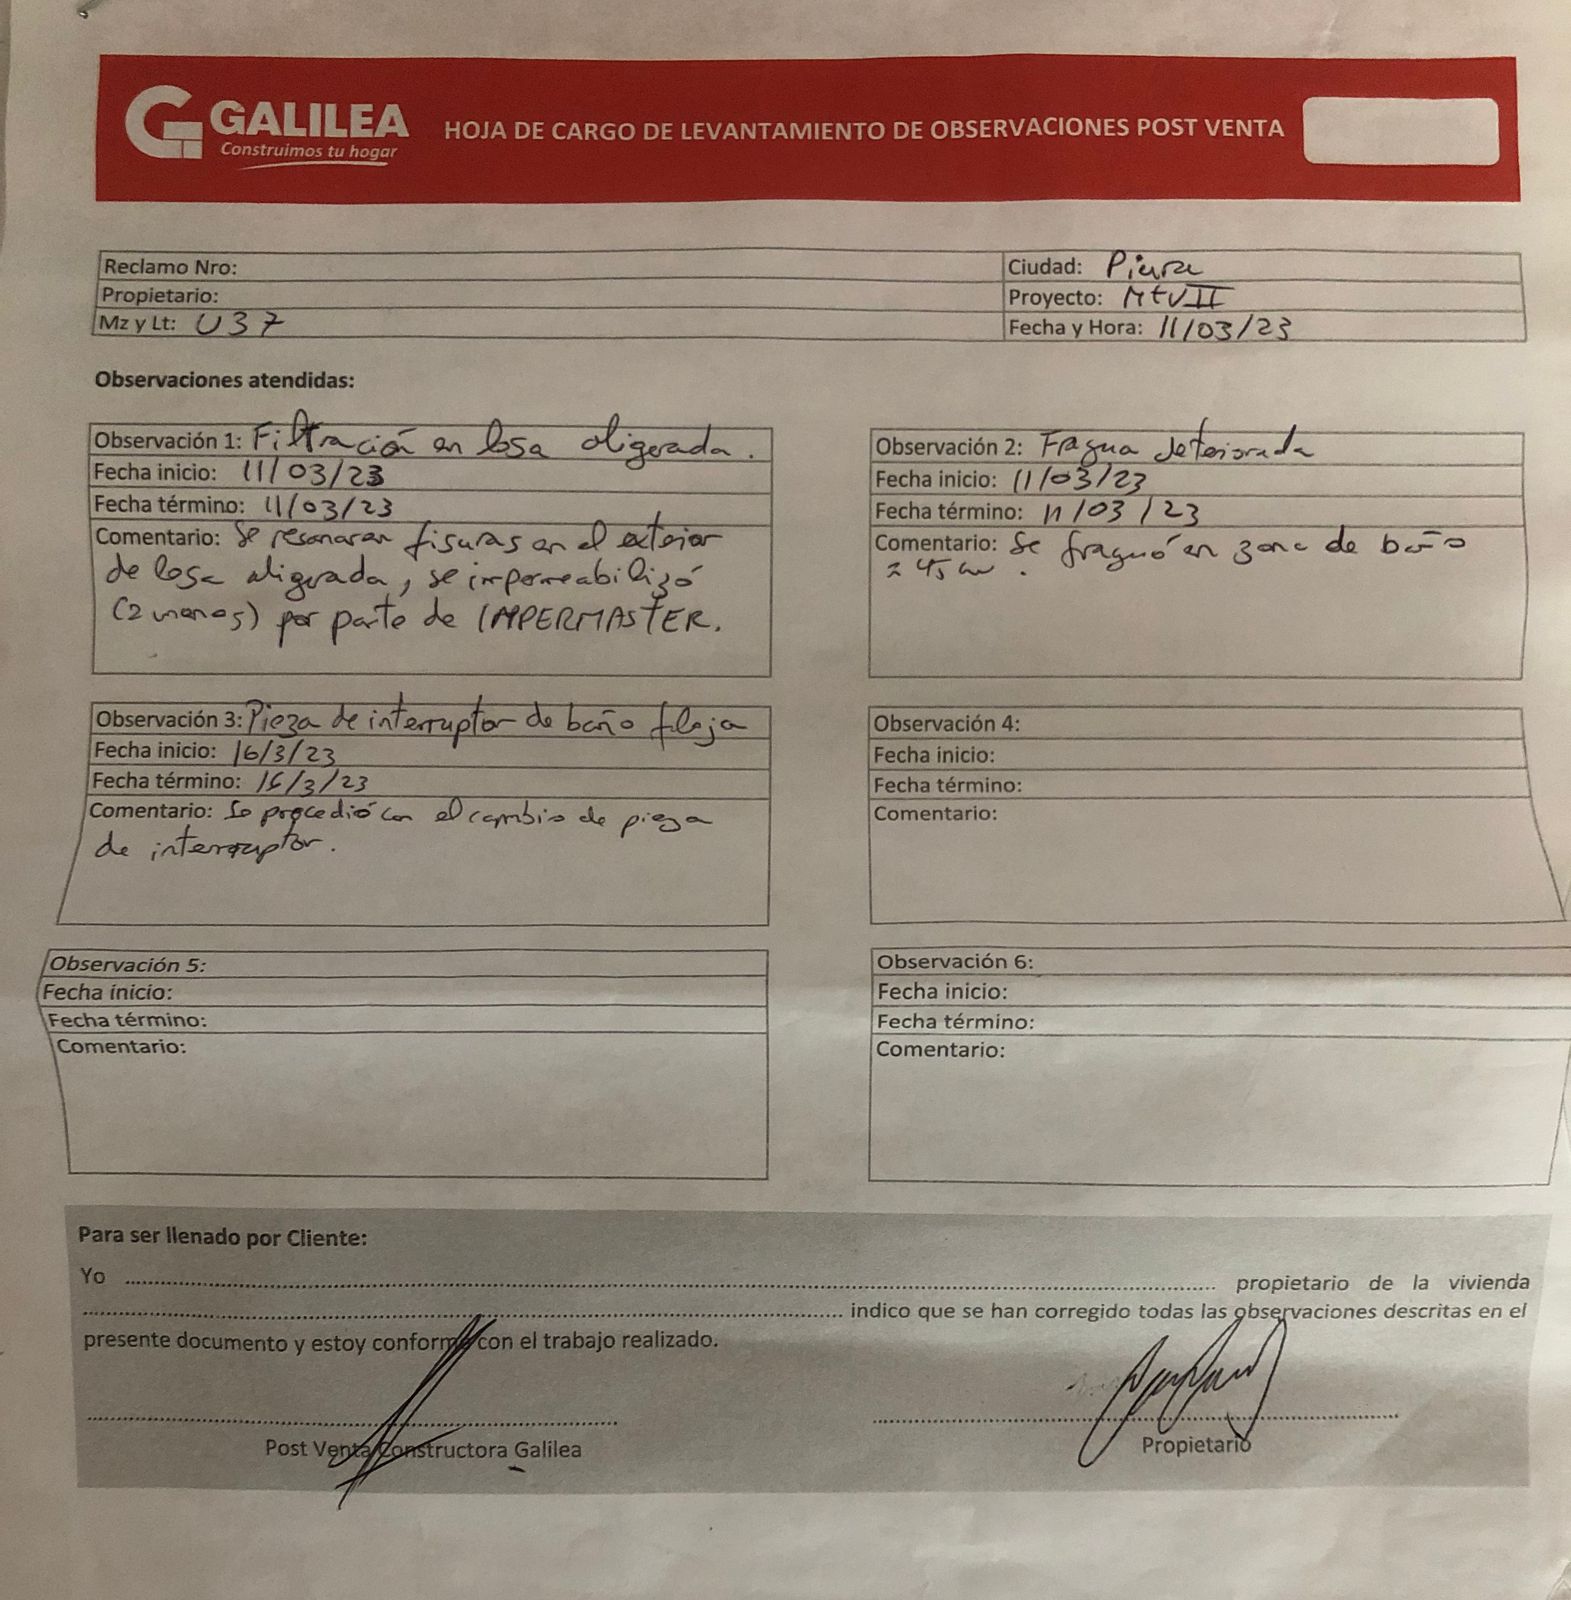 GALILEA
Construimos tu hogar
HOJA DE CARGO DE LEVANTAMIENTO DE OBSERVACIONES POST VENTA
Reclamo Nro:
Ciudad: Piura
Propietario:
Proyecto: MtVII
Mz y Lt: U37
Fecha y Hora: 11/03/23
Observaciones atendidas:
Observación 1: Filtración en losa aligerada.
Fecha inicio: 11/03/23
Fecha término: 11/03/23
Comentario: Se resanaran fisuras en el exterior
de losa aligerada, se impermeabilizó
(2 manos) por parte de IMPERMASTER.
Observación 2: Fragua deteriorada
Fecha inicio: 11/03/23
Fecha término: 11/03/23
Comentario: Se fraguó en zona de baño
Observación 3: Pieza de interruptor de baño floja
Fecha inicio: 16/3/23
Fecha término: 16/3/23
Comentario: Se procedió con el cambio de pieza
de interruptor.
Observación 4:
Fecha inicio:
Fecha término:
Comentario:
Observación 5:
Fecha inicio:
Fecha término:
Comentario:
Observación 6:
Fecha inicio:
Fecha término:
Comentario:
Para ser llenado por Cliente:
Yo ........ propietario de la vivienda
........ indico que se han corregido todas las observaciones descritas en el
presente documento y estoy conforme con el trabajo realizado.
Post Venta Constructora Galilea
Propietario